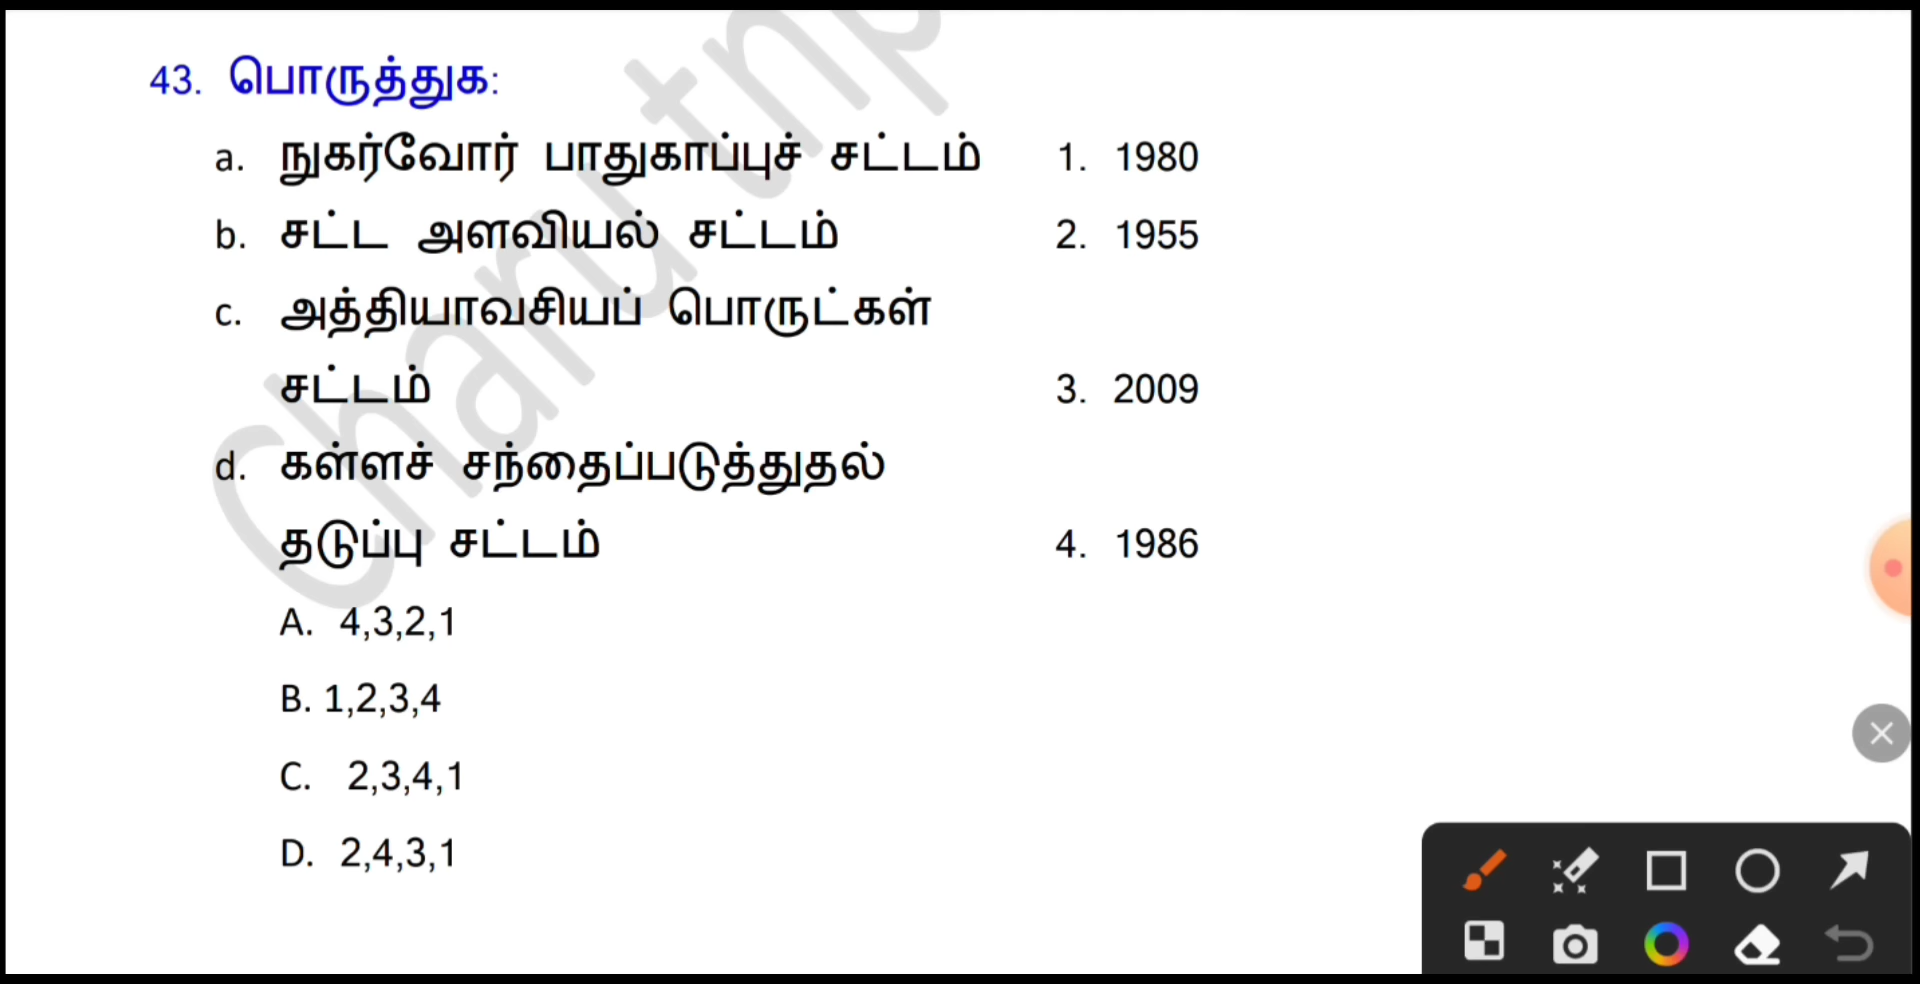 43. பொருத்துக:
a. நுகர்வோர் பாதுகாப்புச் சட்டம் 1. 1980
b. சட்ட அளவியல் சட்டம் 2. 1955
c. அத்தியாவசியப் பொருட்கள்
சட்டம் 3. 2009
d. கள்ளச் சந்தைப்படுத்துதல்
தடுப்பு சட்டம் 4. 1986
A. 4,3,2,1
B. 1,2,3,4
C. 2,3,4,1
D. 2,4,3,1
Charu tnp